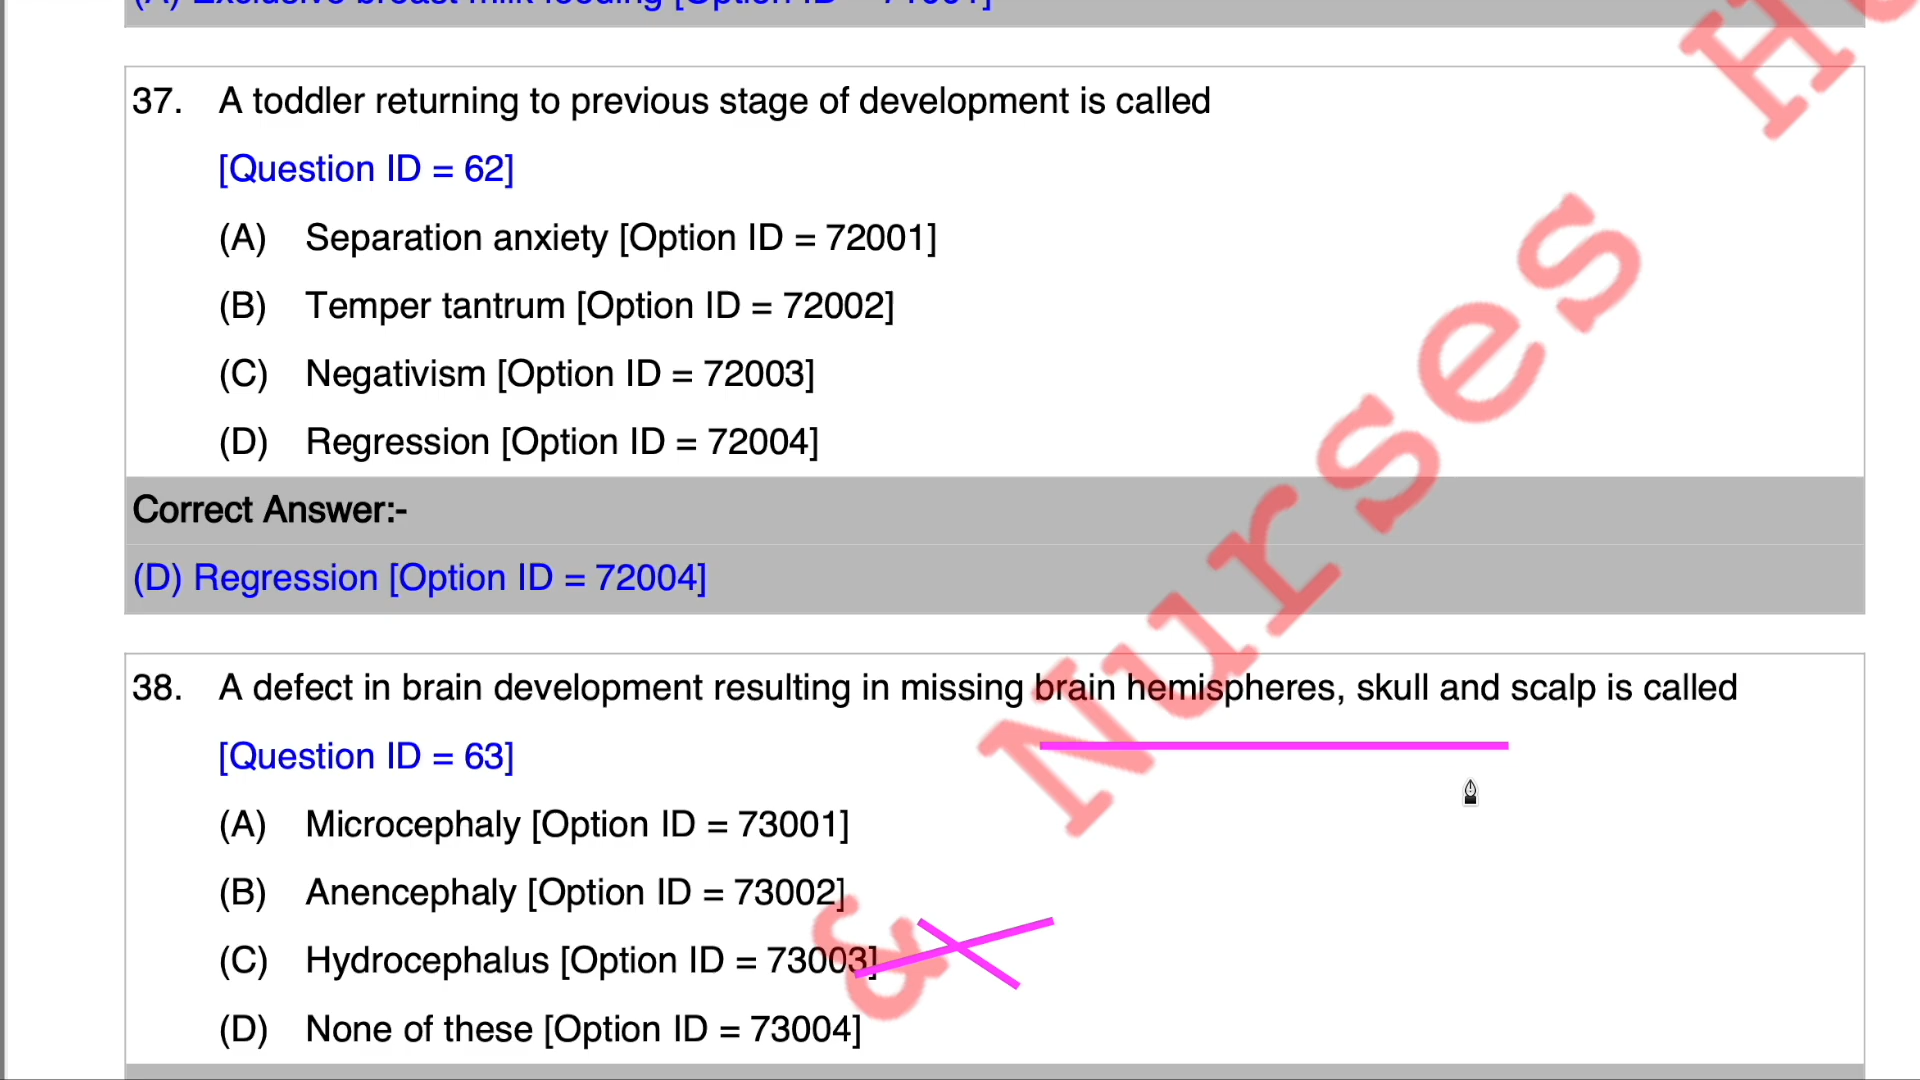 37. A toddler returning to previous stage of development is called
[Question ID = 62]
(A) Separation anxiety [Option ID = 72001]
(B) Temper tantrum [Option ID = 72002]
(C) Negativism [Option ID = 72003]
(D) Regression [Option ID = 72004]
Correct Answer:-
(D) Regression [Option ID = 72004]
38. A defect in brain development resulting in missing brain hemispheres, skull and scalp is called
[Question ID = 63]
(A) Microcephaly [Option ID = 73001]
(B) Anencephaly [Option ID = 73002]
(C) Hydrocephalus [Option ID = 73003]
(D) None of these [Option ID = 73004]
& Nurses